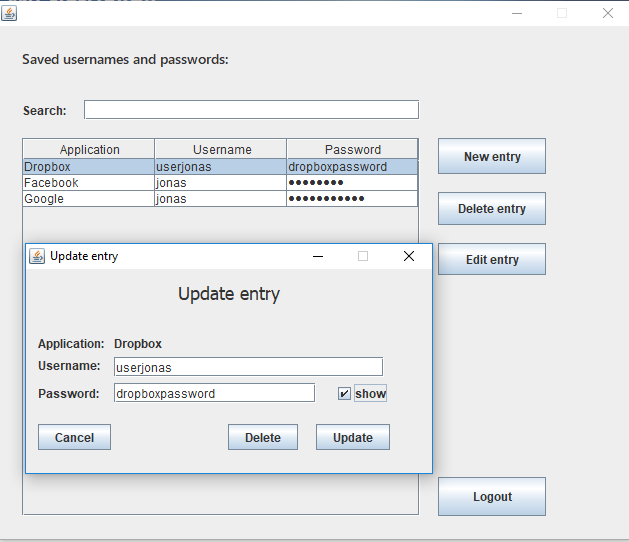 Saved usernames and passwords:
Search:
Application Username Password
Dropbox userjonas dropboxpassword
Facebook jonas ●●●●●●●●
Google jonas ●●●●●●●●●●●
New entry
Delete entry
Edit entry
Update entry
Update entry
Application: Dropbox
Username: userjonas
Password: dropboxpassword show
Cancel Delete Update
Logout